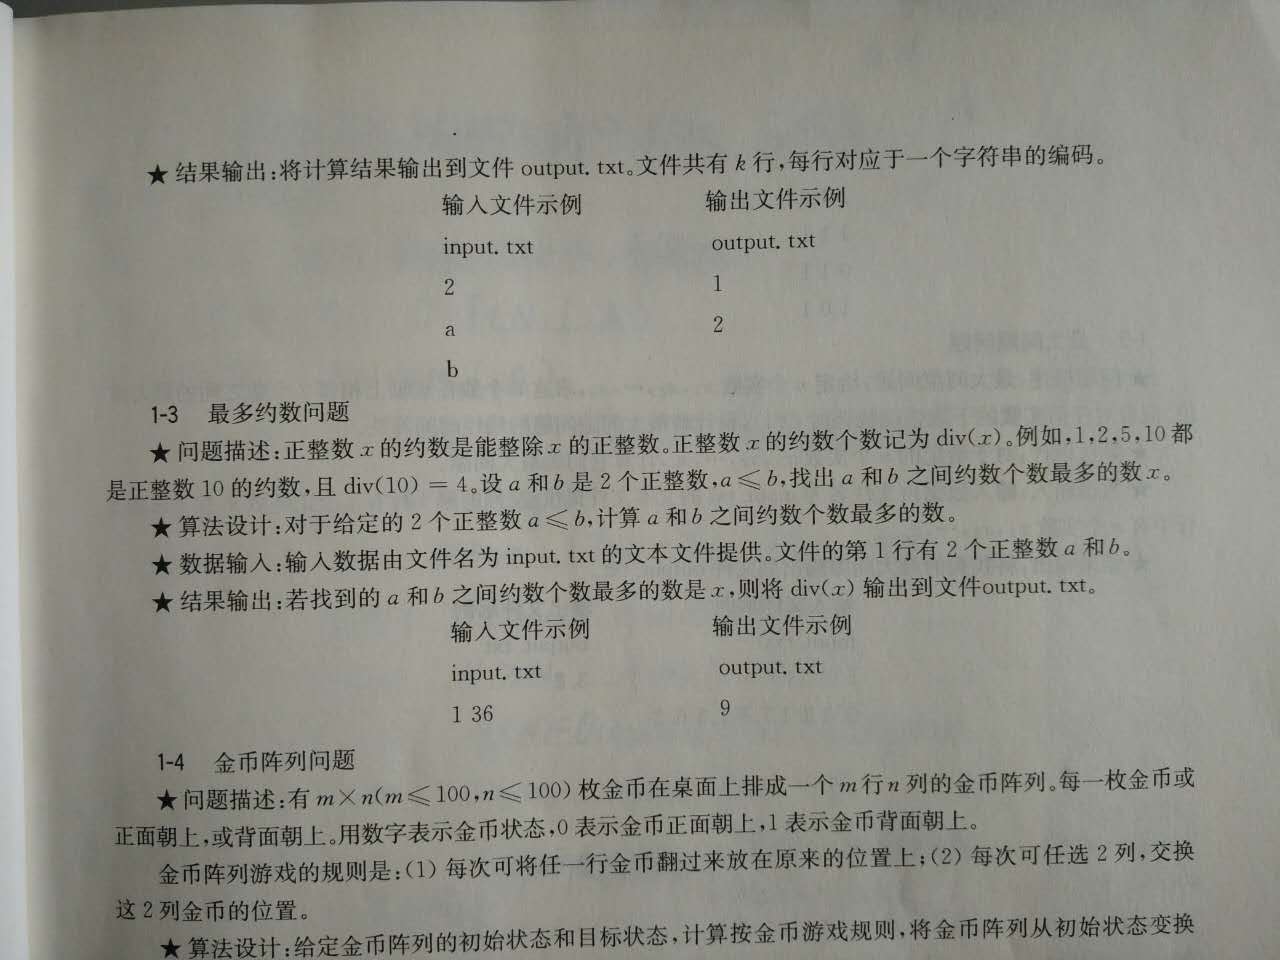 ★ 结果输出:将计算结果输出到文件 output. txt。文件共有 k 行,每行对应于一个字符串的编码。
输入文件示例 输出文件示例
input. txt output. txt
2 1
a 2
b
1-3 最多约数问题
★ 问题描述:正整数 x 的约数是能整除 x 的正整数。正整数 x 的约数个数记为 div(x)。例如,1,2,5,10 都
是正整数 10 的约数,且 div(10) = 4。设 a 和 b 是 2 个正整数,a≤b,找出 a 和 b 之间约数个数最多的数 x。
★ 算法设计:对于给定的 2 个正整数 a≤b,计算 a 和 b 之间约数个数最多的数。
★ 数据输入:输入数据由文件名为 input. txt 的文本文件提供。文件的第 1 行有 2 个正整数 a 和 b。
★ 结果输出:若找到的 a 和 b 之间约数个数最多的数是 x,则将 div(x) 输出到文件output. txt。
输入文件示例 输出文件示例
input. txt output. txt
1 36 9
1-4 金币阵列问题
★ 问题描述:有 m×n(m≤100,n≤100) 枚金币在桌面上排成一个 m 行 n 列的金币阵列。每一枚金币或
正面朝上,或背面朝上。用数字表示金币状态,0 表示金币正面朝上,1 表示金币背面朝上。
金币阵列游戏的规则是:(1) 每次可将任一行金币翻过来放在原来的位置上;(2) 每次可任选 2 列,交换
这 2 列金币的位置。
★ 算法设计:给定金币阵列的初始状态和目标状态,计算按金币游戏规则,将金币阵列从初始状态变换